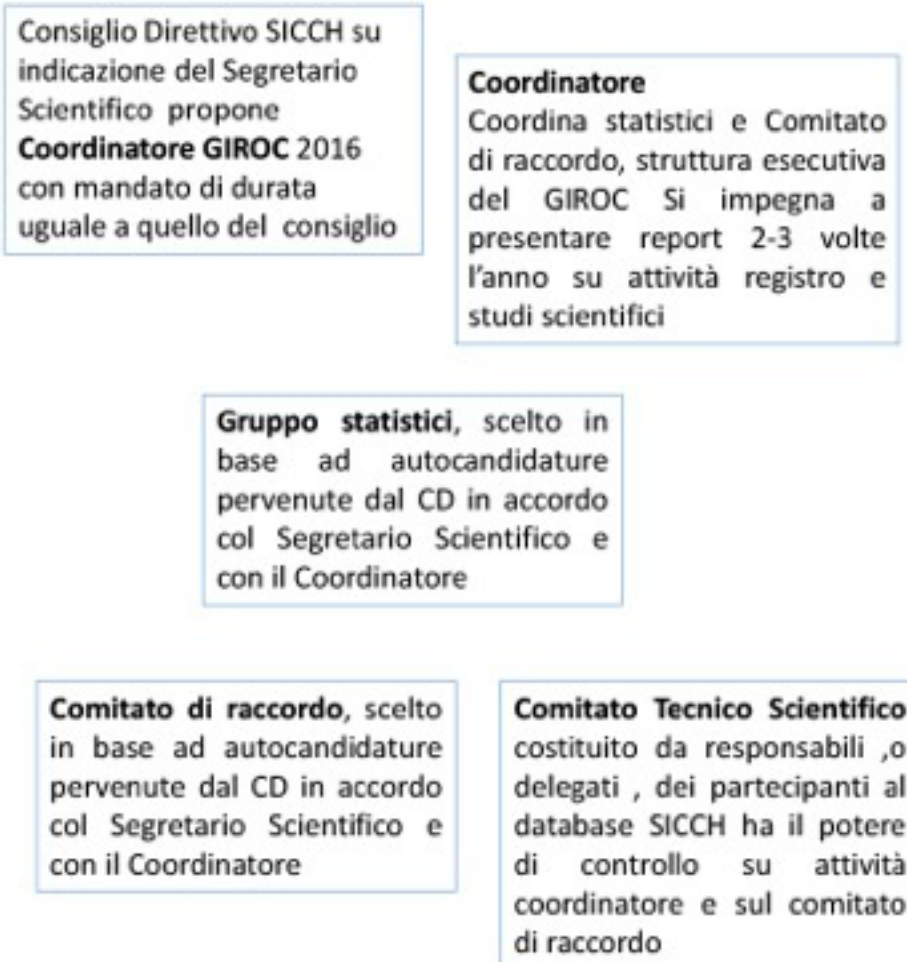 Consiglio Direttivo SICCH su
indicazione del Segretario
Scientifico propone
Coordinatore GIROC 2016
con mandato di durata
uguale a quello del consiglio
Coordinatore
Coordina statistici e Comitato
di raccordo, struttura esecutiva
del GIROC Si impegna a
presentare report 2-3 volte
l'anno su attività registro e
studi scientifici
Gruppo statistici, scelto in
base ad autocandidature
pervenute dal CD in accordo
col Segretario Scientifico e
con il Coordinatore
Comitato di raccordo, scelto
in base ad autocandidature
pervenute dal CD in accordo
col Segretario Scientifico e
con il Coordinatore
Comitato Tecnico Scientifico
costituito da responsabili ,o
delegati , dei partecipanti al
database SICCH ha il potere
di controllo su attività
coordinatore e sul comitato
di raccordo